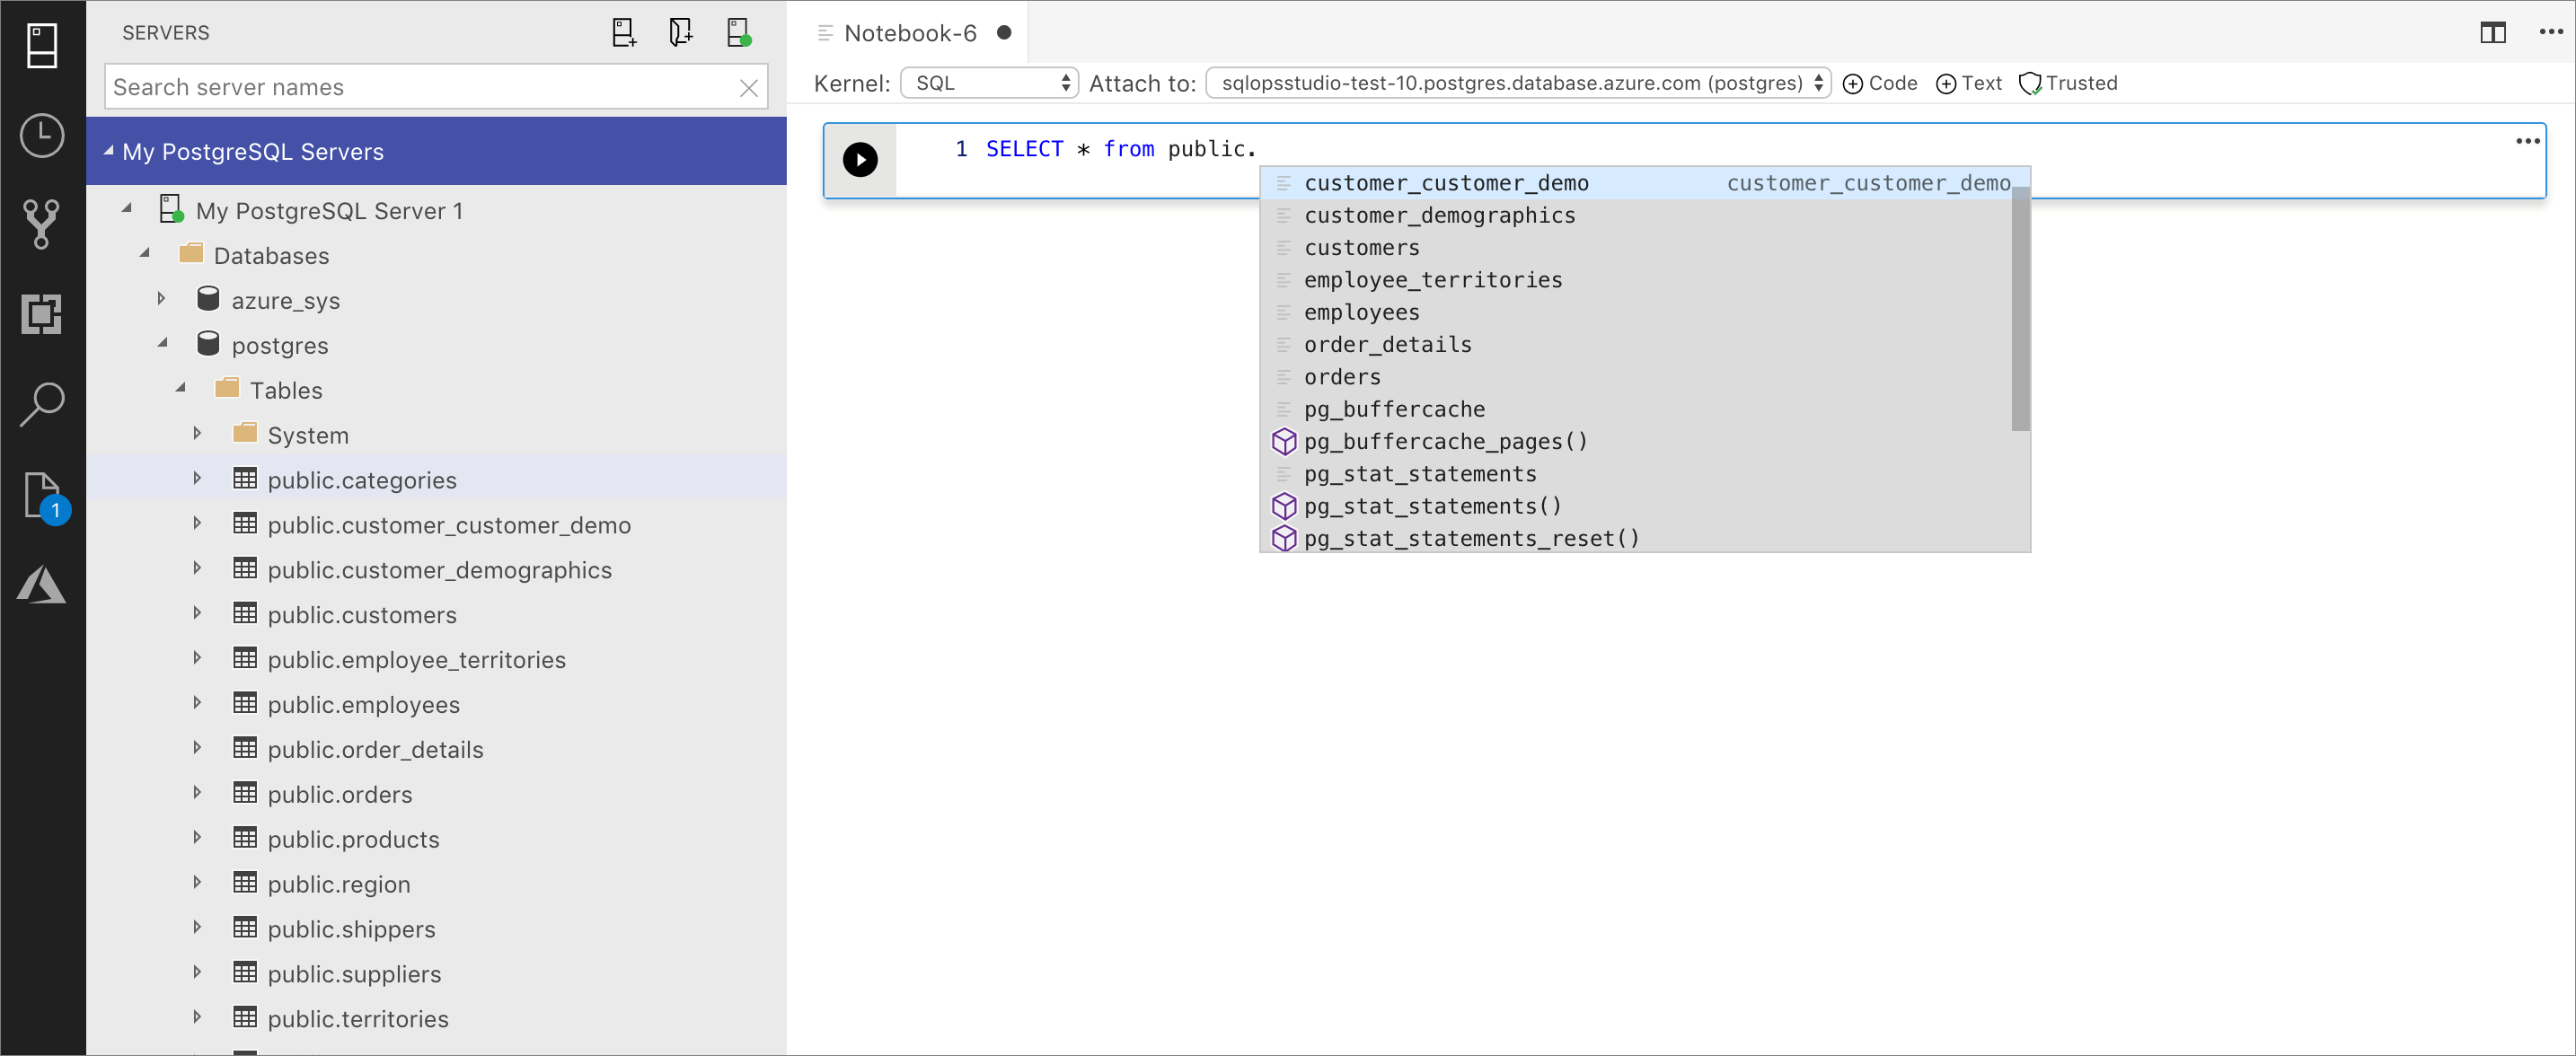 SERVERS
Search server names
My PostgreSQL Servers
My PostgreSQL Server 1
Databases
azure_sys
postgres
Tables
System
public.categories
public.customer_customer_demo
public.customer_demographics
public.customers
public.employee_territories
public.employees
public.order_details
public.orders
public.products
public.region
public.shippers
public.suppliers
public.territories
1
Notebook-6
Kernel: SQL Attach to: sqlopsstudio-test-10.postgres.database.azure.com (postgres) Code Text Trusted
1 SELECT * from public.
customer_customer_demo customer_customer_demo
customer_demographics
customers
employee_territories
employees
order_details
orders
pg_buffercache
pg_buffercache_pages()
pg_stat_statements
pg_stat_statements()
pg_stat_statements_reset()